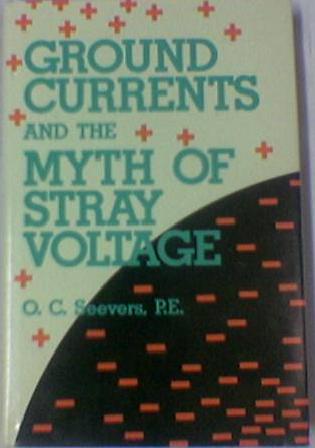 GROUND
CURRENTS
AND THE
MYTH OF
STRAY
VOLTAGE
O. C. Seevers, P.E.